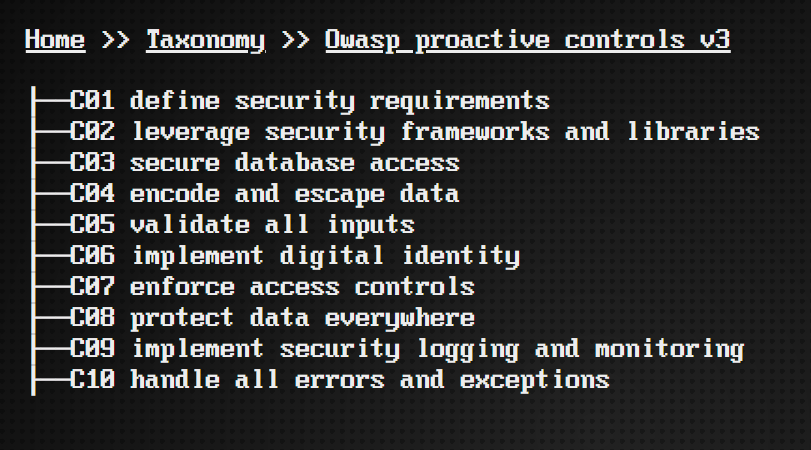 Home >> Taxonomy >> Owasp proactive controls v3
C01 define security requirements
C02 leverage security frameworks and libraries
C03 secure database access
C04 encode and escape data
C05 validate all inputs
C06 implement digital identity
C07 enforce access controls
C08 protect data everywhere
C09 implement security logging and monitoring
C10 handle all errors and exceptions